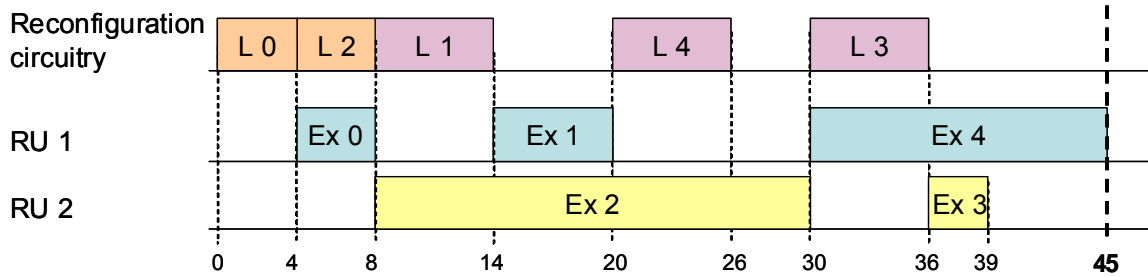 Reconfiguration
circuitry
L 0 L 2 L 1 L 4 L 3
RU 1
Ex 0 Ex 1 Ex 4
RU 2
Ex 2 Ex 3
0 4 8 14 20 26 30 36 39 45